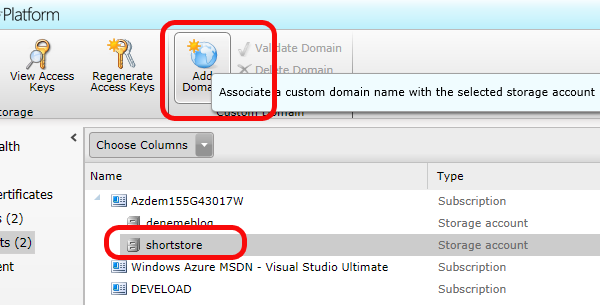 Platform
View Access Keys
Regenerate Access Keys
Add Domain
Validate Domain
Delete Domain
Associate a custom domain name with the selected storage account
torage
Custom Domain
Choose Columns
alth
ertificates
s (2)
ts (2)
ent
Name Type
Azdem155G43017W Subscription
denemeblog Storage account
shortstore Storage account
Windows Azure MSDN - Visual Studio Ultimate Subscription
DEVELOAD Subscription